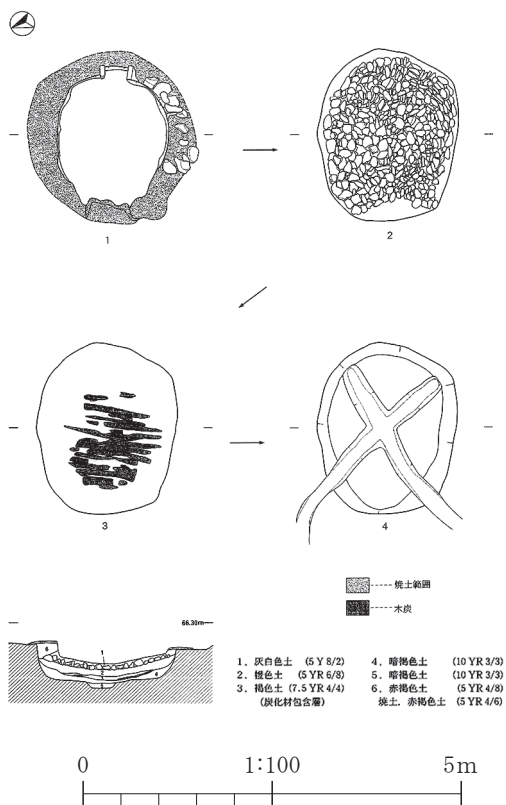 1
2
3
4
焼土範囲
木炭
66.30m
6
1
2
6
1. 灰白色土 (5 Y 8/2)
2. 橙色土 (5 YR 6/8)
3. 褐色土 (7.5 YR 4/4)
(炭化材包含層)
4. 暗褐色土 (10 YR 3/3)
5. 暗褐色土 (10 YR 3/3)
6. 赤褐色土 (5 YR 4/8)
焼土. 赤褐色土 (5 YR 4/6)
0 1:100 5m